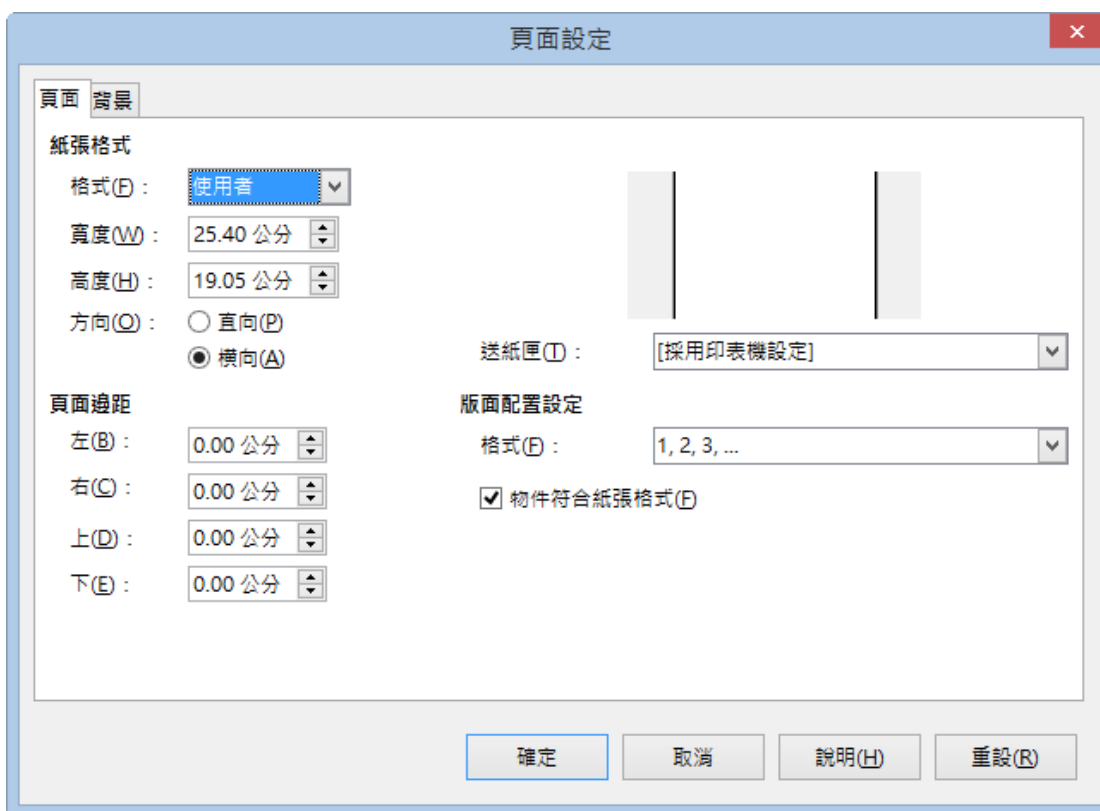 頁面設定
頁面 背景
紙張格式
格式(F)： 使用者
寬度(W)： 25.40 公分
高度(H)： 19.05 公分
方向(O)： 直向(P)
橫向(A)
送紙匣(T)： [採用印表機設定]
頁面邊距
左(B)： 0.00 公分
右(C)： 0.00 公分
上(D)： 0.00 公分
下(E)： 0.00 公分
版面配置設定
格式(F)： 1, 2, 3, ...
物件符合紙張格式(F)
確定 取消 說明(H) 重設(R)